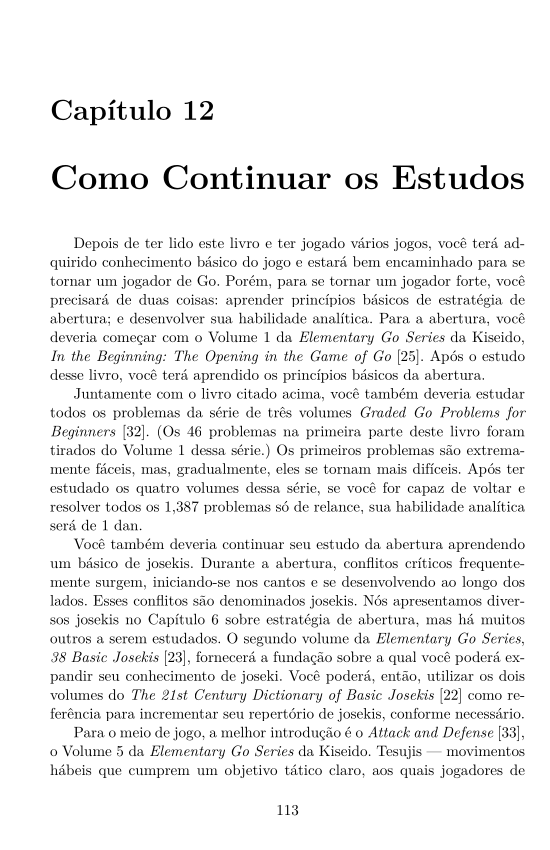 Capítulo 12
Como Continuar os Estudos
Depois de ter lido este livro e ter jogado vários jogos, você terá ad-
quirido conhecimento básico do jogo e estará bem encaminhado para se
tornar um jogador de Go. Porém, para se tornar um jogador forte, você
precisará de duas coisas: aprender princípios básicos de estratégia de
abertura; e desenvolver sua habilidade analítica. Para a abertura, você
deveria começar com o Volume 1 da Elementary Go Series da Kiseido,
In the Beginning: The Opening in the Game of Go [25]. Após o estudo
desse livro, você terá aprendido os princípios básicos da abertura.
Juntamente com o livro citado acima, você também deveria estudar
todos os problemas da série de três volumes Graded Go Problems for
Beginners [32]. (Os 46 problemas na primeira parte deste livro foram
tirados do Volume 1 dessa série.) Os primeiros problemas são extrema-
mente fáceis, mas, gradualmente, eles se tornam mais difíceis. Após ter
estudado os quatro volumes dessa série, se você for capaz de voltar e
resolver todos os 1,387 problemas só de relance, sua habilidade analítica
será de 1 dan.
Você também deveria continuar seu estudo da abertura aprendendo
um básico de josekis. Durante a abertura, conflitos críticos frequente-
mente surgem, iniciando-se nos cantos e se desenvolvendo ao longo dos
lados. Esses conflitos são denominados josekis. Nós apresentamos diver-
sos josekis no Capítulo 6 sobre estratégia de abertura, mas há muitos
outros a serem estudados. O segundo volume da Elementary Go Series,
38 Basic Josekis [23], fornecerá a fundação sobre a qual você poderá ex-
pandir seu conhecimento de joseki. Você poderá, então, utilizar os dois
volumes do The 21st Century Dictionary of Basic Josekis [22] como re-
ferência para incrementar seu repertório de josekis, conforme necessário.
Para o meio de jogo, a melhor introdução é o Attack and Defense [33],
o Volume 5 da Elementary Go Series da Kiseido. Tesujis — movimentos
hábeis que cumprem um objetivo tático claro, aos quais jogadores de
113